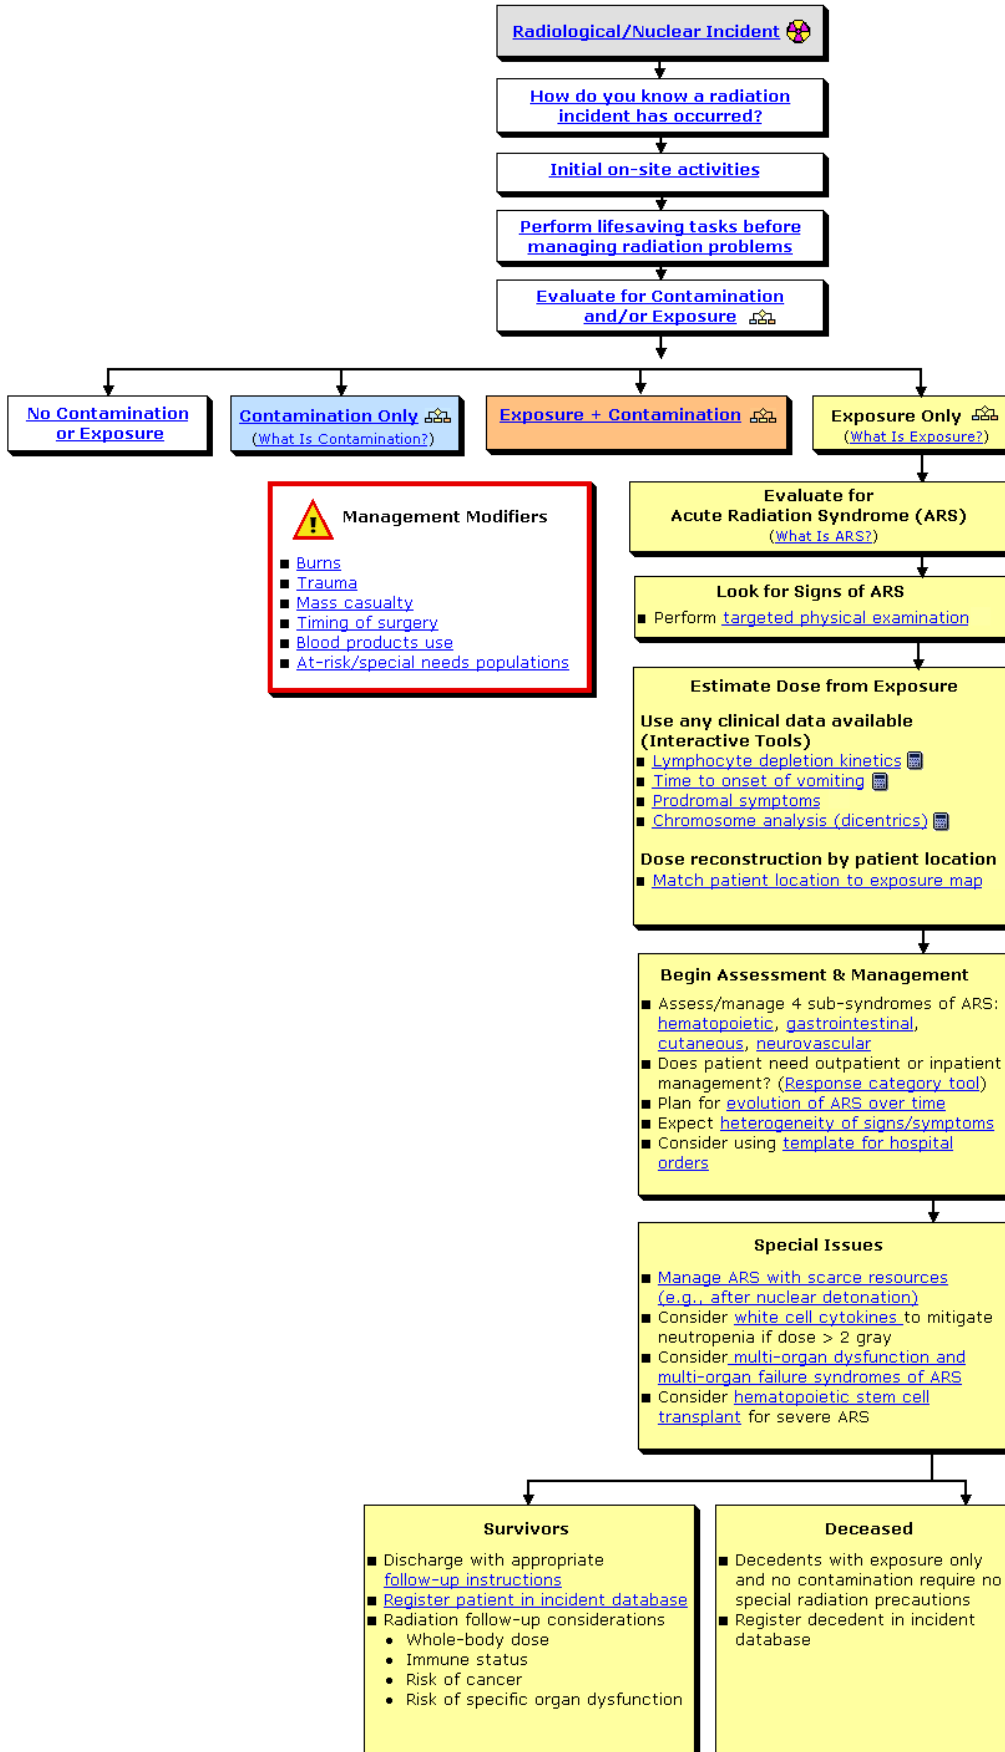 Radiological/Nuclear Incident
How do you know a radiation
incident has occurred?
Initial on-site activities
Perform lifesaving tasks before
managing radiation problems
Evaluate for Contamination
and/or Exposure
No Contamination
or Exposure
Contamination Only
(What Is Contamination?)
Exposure + Contamination
Exposure Only
(What Is Exposure?)
Management Modifiers
■ Burns
■ Trauma
■ Mass casualty
■ Timing of surgery
■ Blood products use
■ At-risk/special needs populations
Evaluate for
Acute Radiation Syndrome (ARS)
(What Is ARS?)
Look for Signs of ARS
■ Perform targeted physical examination
Estimate Dose from Exposure
Use any clinical data available
(Interactive Tools)
■ Lymphocyte depletion kinetics
■ Time to onset of vomiting
■ Prodromal symptoms
■ Chromosome analysis (dicentrics)
Dose reconstruction by patient location
■ Match patient location to exposure map
Begin Assessment & Management
■ Assess/manage 4 sub-syndromes of ARS:
hematopoietic, gastrointestinal,
cutaneous, neurovascular
■ Does patient need outpatient or inpatient
management? (Response category tool)
■ Plan for evolution of ARS over time
■ Expect heterogeneity of signs/symptoms
■ Consider using template for hospital
orders
Special Issues
■ Manage ARS with scarce resources
(e.g., after nuclear detonation)
■ Consider white cell cytokines to mitigate
neutropenia if dose > 2 gray
■ Consider multi-organ dysfunction and
multi-organ failure syndromes of ARS
■ Consider hematopoietic stem cell
transplant for severe ARS
Survivors
■ Discharge with appropriate
follow-up instructions
■ Register patient in incident database
■ Radiation follow-up considerations
• Whole-body dose
• Immune status
• Risk of cancer
• Risk of specific organ dysfunction
Deceased
■ Decedents with exposure only
and no contamination require no
special radiation precautions
■ Register decedent in incident
database